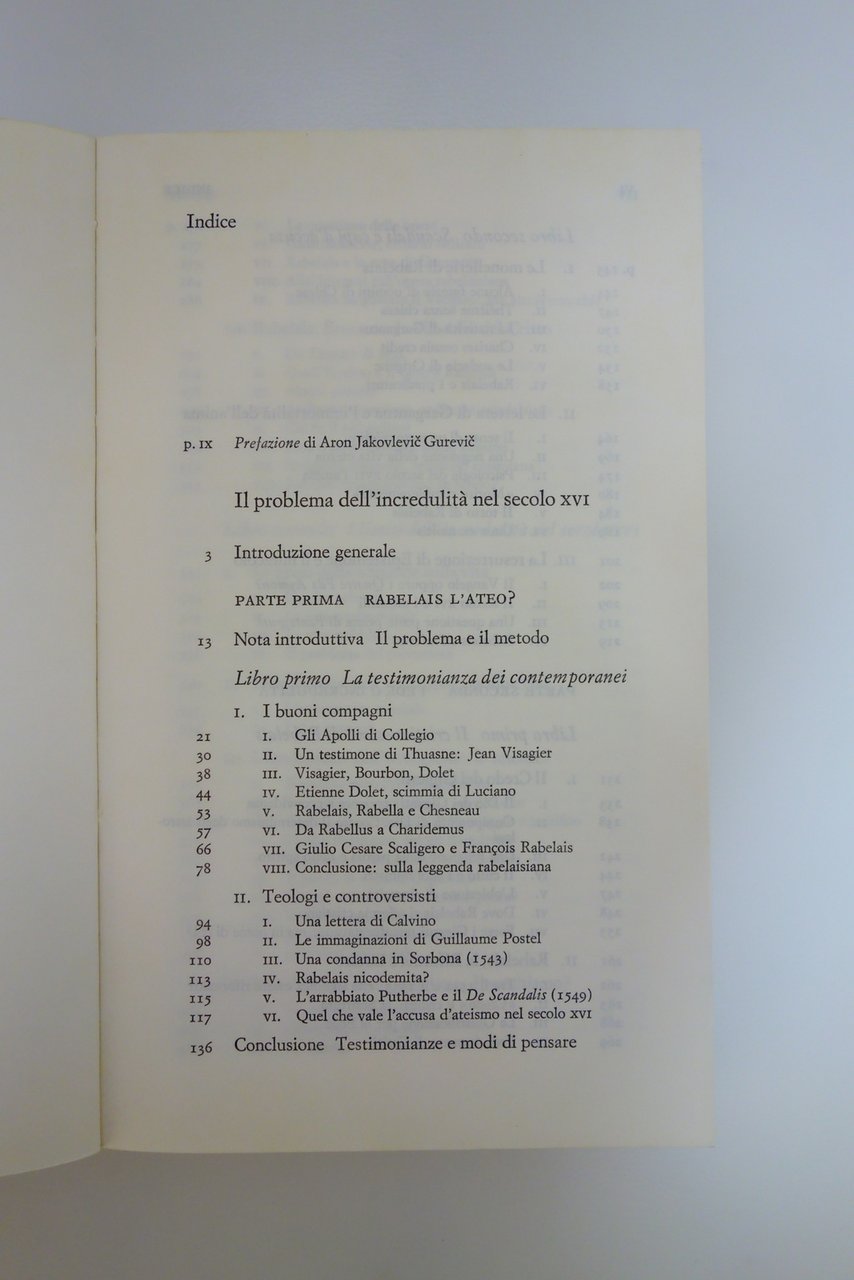 Indice
p. IX Prefazione di Aron Jakovlevič Gurevič
Il problema dell'incredulità nel secolo XVI
3 Introduzione generale
PARTE PRIMA RABELAIS L'ATEO?
13 Nota introduttiva Il problema e il metodo
Libro primo La testimonianza dei contemporanei
I. I buoni compagni
21 I. Gli Apolli di Collegio
30 II. Un testimone di Thuasne: Jean Visagier
38 III. Visagier, Bourbon, Dolet
44 IV. Etienne Dolet, scimmia di Luciano
53 V. Rabelais, Rabella e Chesneau
57 VI. Da Rabellus a Charidemus
66 VII. Giulio Cesare Scaligero e François Rabelais
78 VIII. Conclusione: sulla leggenda rabelaisiana
II. Teologi e controversisti
94 I. Una lettera di Calvino
98 II. Le immaginazioni di Guillaume Postel
110 III. Una condanna in Sorbona (1543)
113 IV. Rabelais nicodemita?
115 V. L'arrabbiato Putherbe e il De Scandalis (1549)
117 VI. Quel che vale l'accusa d'ateismo nel secolo XVI
136 Conclusione Testimonianze e modi di pensare